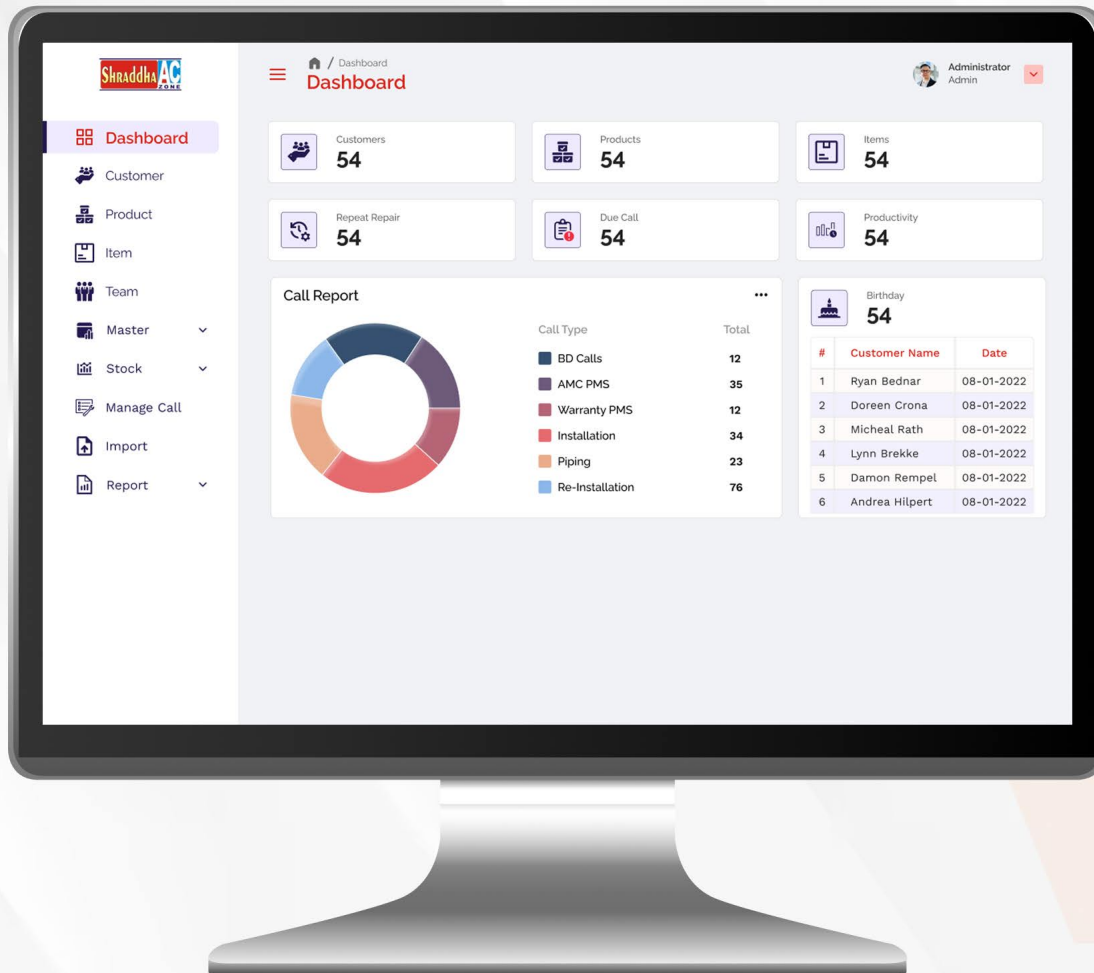 Shraddha AC
ZONE
Dashboard
Customer
Product
Item
Team
Master
Stock
Manage Call
Import
Report
/ Dashboard
Dashboard
Administrator
Admin
Customers
54
Products
54
Items
54
Repeat Repair
54
Due Call
54
Productivity
54
Call Report
Call Type Total
BD Calls 12
AMC PMS 35
Warranty PMS 12
Installation 34
Piping 23
Re-Installation 76
Birthday
54
# Customer Name Date
1 Ryan Bednar 08-01-2022
2 Doreen Crona 08-01-2022
3 Micheal Rath 08-01-2022
4 Lynn Brekke 08-01-2022
5 Damon Rempel 08-01-2022
6 Andrea Hilpert 08-01-2022